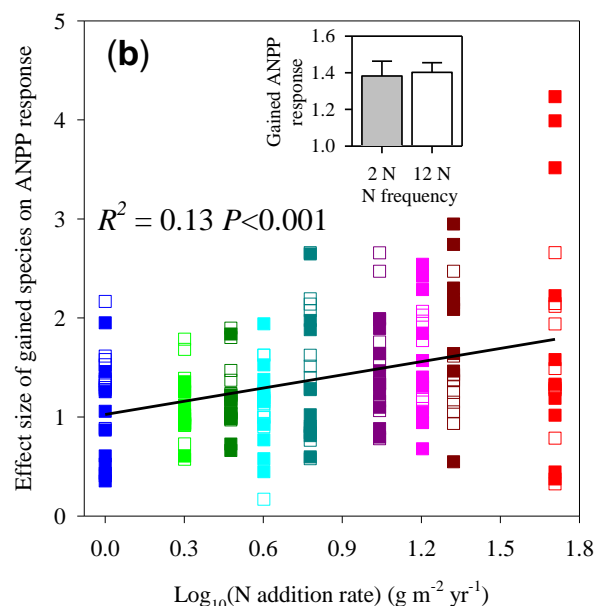 (b)
Effect size of gained species on ANPP response
5
4
3
2
1
0
Gained ANPP
response
1.6
1.4
1.2
1.0
2 N 12 N
N frequency
R² = 0.13 P<0.001
0.0 0.3 0.6 0.9 1.2 1.5 1.8
Log₁₀(N addition rate) (g m⁻² yr⁻¹)